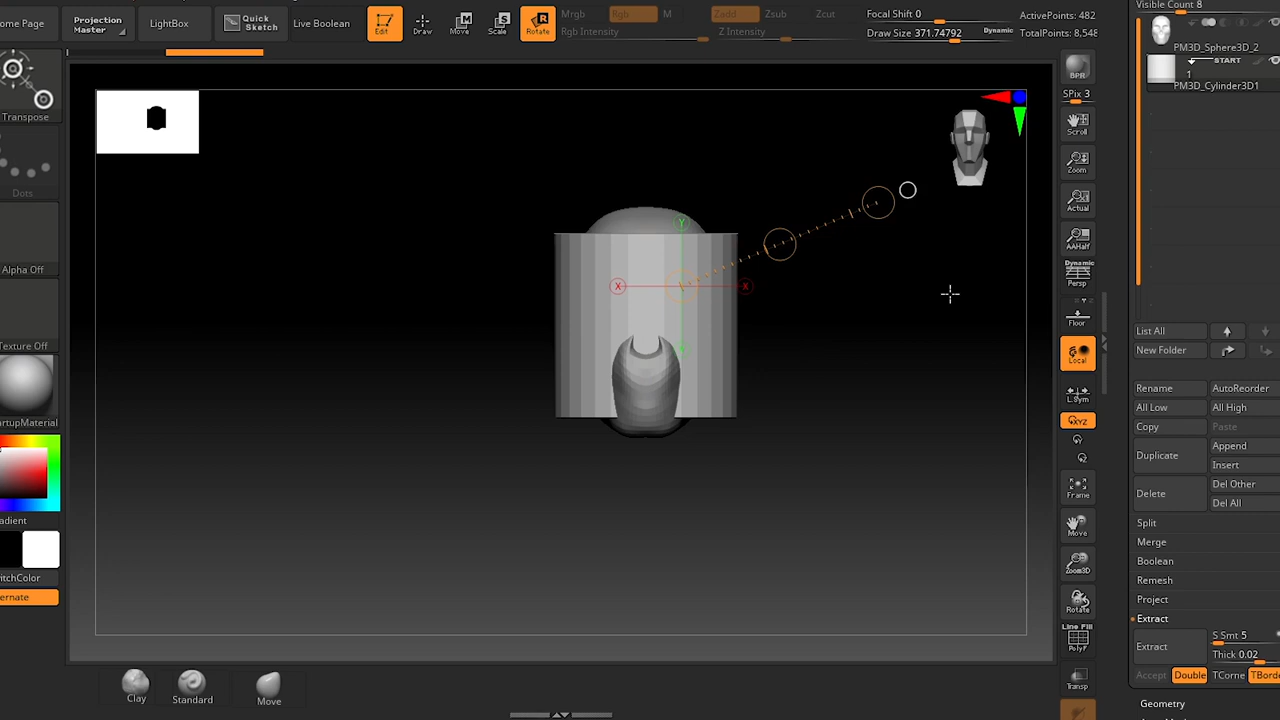 Visible Count 8
ome Page
Projection
Master
LightBox
Quick
Sketch
Live Boolean
Edit
Draw
Move
Scale
Rotate
Mrgb
Rgb
M
Rgb Intensity
Zadd
Zsub
Zcut
Z Intensity
Focal Shift 0
Draw Size 371.74792
Dynamic
ActivePoints: 482
TotalPoints: 8,548
PM3D_Sphere3D_2
START
1
PM3D_Cylinder3D1
Transpose
Dots
Alpha Off
Texture Off
artupMaterial
adient
itchColor
ernate
BPR
SPix 3
Scroll
Zoom
Actual
AAHalf
Dynamic
Persp
Floor
Local
L.Sym
XYZ
Frame
Move
Zoom3D
Rotate
Line Fill
PolyF
Transp
Y
X
X
List All
New Folder
Rename
AutoReorder
All Low
All High
Copy
Paste
Duplicate
Append
Insert
Delete
Del Other
Del All
Split
Merge
Boolean
Remesh
Project
Extract
Extract
S Smt 5
Thick 0.02
Accept
Double
TCorne
TBorde
Geometry
Clay
Standard
Move